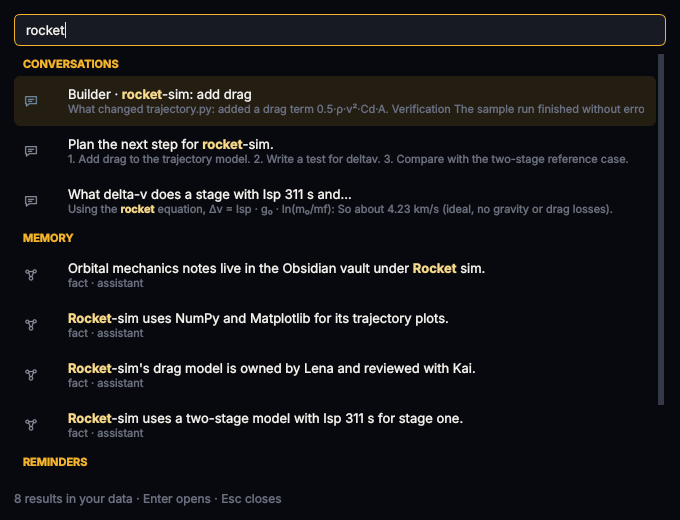 rocket
CONVERSATIONS
Builder · rocket-sim: add drag
What changed trajectory.py: added a drag term 0.5·ρ·v²·Cd·A. Verification The sample run finished without erro
Plan the next step for rocket-sim.
1. Add drag to the trajectory model. 2. Write a test for deltav. 3. Compare with the two-stage reference case.
What delta-v does a stage with Isp 311 s and...
Using the rocket equation, Δv = Isp · g₀ · ln(m₀/mf): So about 4.23 km/s (ideal, no gravity or drag losses).
MEMORY
Orbital mechanics notes live in the Obsidian vault under Rocket sim.
fact · assistant
Rocket-sim uses NumPy and Matplotlib for its trajectory plots.
fact · assistant
Rocket-sim's drag model is owned by Lena and reviewed with Kai.
fact · assistant
Rocket-sim uses a two-stage model with Isp 311 s for stage one.
fact · assistant
REMINDERS
8 results in your data · Enter opens · Esc closes